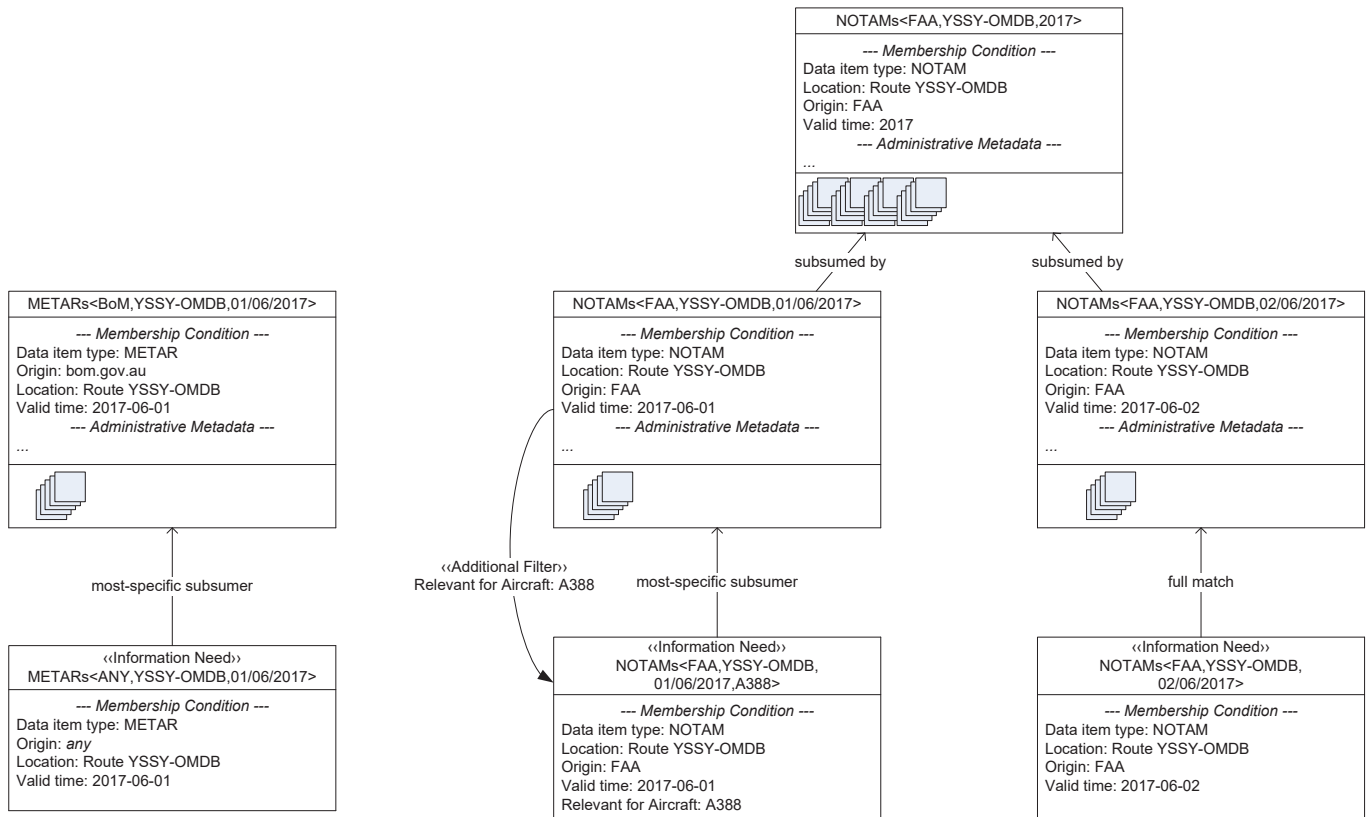 NOTAMs<FAA,YSSY-OMDB,2017>
--- Membership Condition ---
Data item type: NOTAM
Location: Route YSSY-OMDB
Origin: FAA
Valid time: 2017
--- Administrative Metadata ---
...
subsumed by
subsumed by
METARs<BoM,YSSY-OMDB,01/06/2017>
--- Membership Condition ---
Data item type: METAR
Origin: bom.gov.au
Location: Route YSSY-OMDB
Valid time: 2017-06-01
--- Administrative Metadata ---
...
NOTAMs<FAA,YSSY-OMDB,01/06/2017>
--- Membership Condition ---
Data item type: NOTAM
Location: Route YSSY-OMDB
Origin: FAA
Valid time: 2017-06-01
--- Administrative Metadata ---
...
NOTAMs<FAA,YSSY-OMDB,02/06/2017>
--- Membership Condition ---
Data item type: NOTAM
Location: Route YSSY-OMDB
Origin: FAA
Valid time: 2017-06-02
--- Administrative Metadata ---
...
most-specific subsumer
‹‹Additional Filter››
Relevant for Aircraft: A388
most-specific subsumer
full match
‹‹Information Need››
METARs<ANY,YSSY-OMDB,01/06/2017>
--- Membership Condition ---
Data item type: METAR
Origin: any
Location: Route YSSY-OMDB
Valid time: 2017-06-01
‹‹Information Need››
NOTAMs<FAA,YSSY-OMDB,
01/06/2017,A388>
--- Membership Condition ---
Data item type: NOTAM
Location: Route YSSY-OMDB
Origin: FAA
Valid time: 2017-06-01
Relevant for Aircraft: A388
‹‹Information Need››
NOTAMs<FAA,YSSY-OMDB,
02/06/2017>
--- Membership Condition ---
Data item type: NOTAM
Location: Route YSSY-OMDB
Origin: FAA
Valid time: 2017-06-02